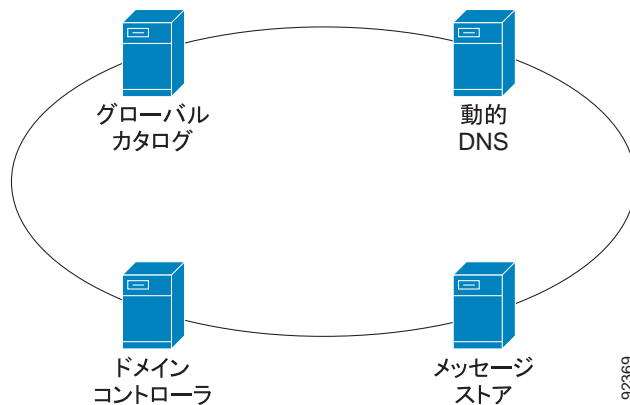 グローバル
カタログ
動的
DNS
ドメイン
コントローラ
メッセージ
ストア
92369